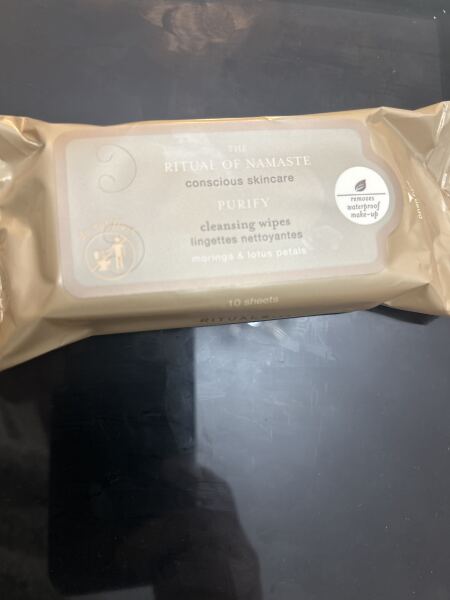 THE
RITUAL OF NAMASTE
conscious skincare
PURIFY
cleansing wipes
lingettes nettoyantes
moringa & lotus petals
removes
waterproof
make-up
10 sheets
RITUALS